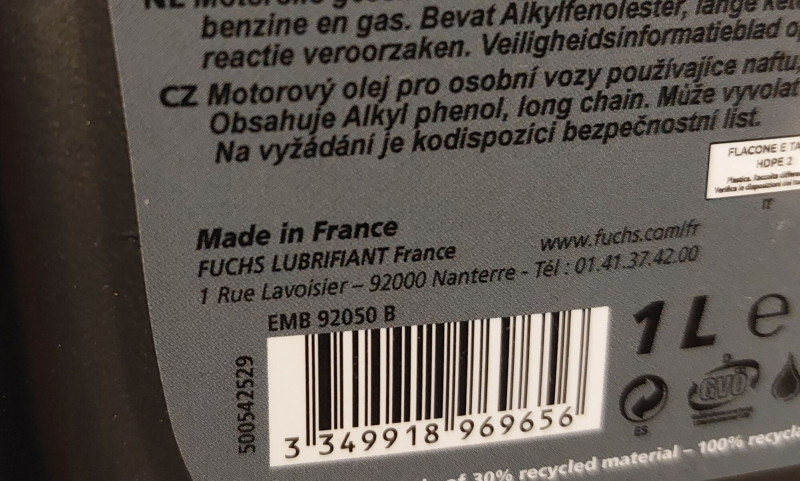 benzine en gas. Bevat Alkylfenolester, lange
reactie veroorzaken. Veiligheidsinformatieblad
CZ Motorový olej pro osobní vozy používajíce naftu,
Obsahuje Alkyl phenol, long chain. Může vyvolat
Na vyžádání je kodispozici bezpečnostní list.
FLACONE E TA
HDPE 2
IT
Made in France
FUCHS LUBRIFIANT France
www.fuchs.com/fr
1 Rue Lavoisier – 92000 Nanterre - Tél : 01.41.37.42.00
EMB 92050 B
1L e
500542529
3 349918 969656
GVÖ
ES
of 30% recycled material – 100%